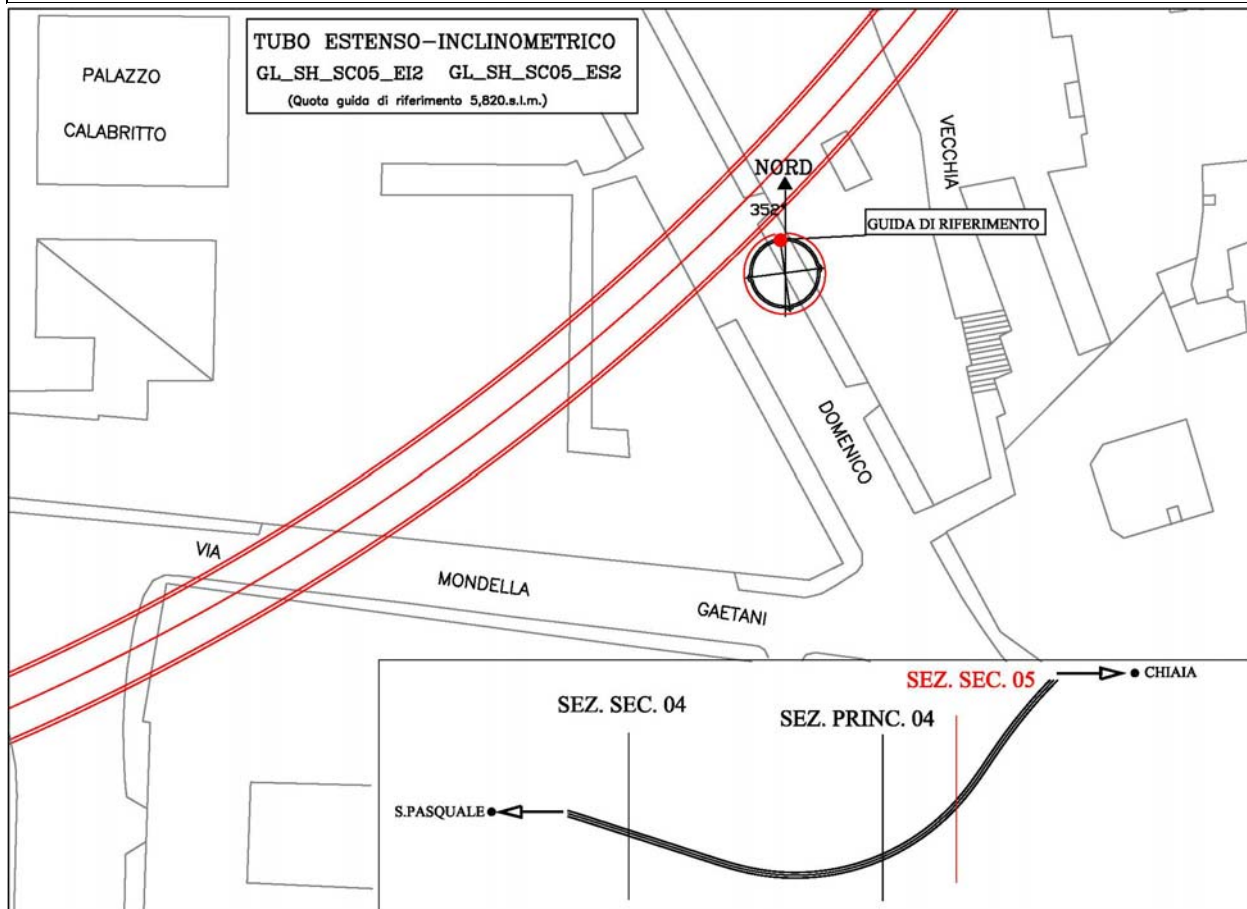 TUBO ESTENSO-INCLINOMETRICO
GL_SH_SC05_EI2 GL_SH_SC05_ES2
(Quota guida di riferimento 5,820.s.l.m.)
PALAZZO
CALABRITTO
VECCHIA
NORD
352°
GUIDA DI RIFERIMENTO
DOMENICO
VIA
MONDELLA
GAETANI
SEZ. SEC. 05
CHIAIA
SEZ. SEC. 04
SEZ. PRINC. 04
S.PASQUALE